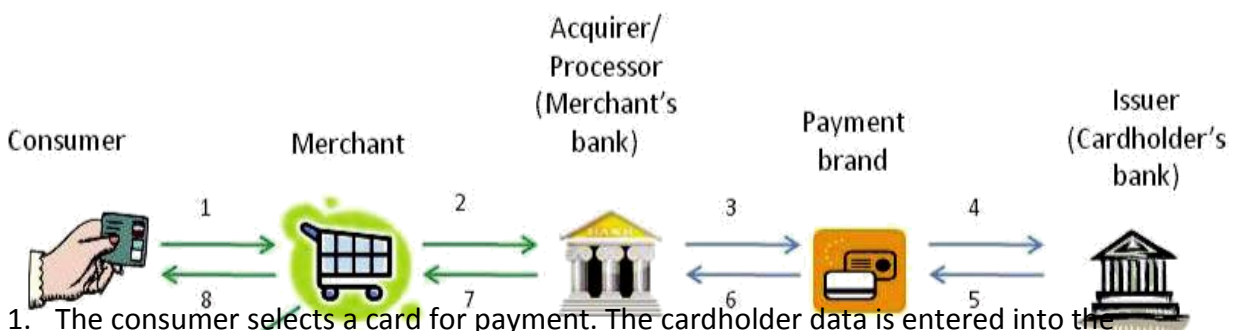 Acquirer/
Processor
(Merchant's
bank)
Consumer
Merchant
Payment
brand
Issuer
(Cardholder's
bank)
1
2
3
4
8
7
6
5
BANK
1. The consumer selects a card for payment. The cardholder data is entered into the